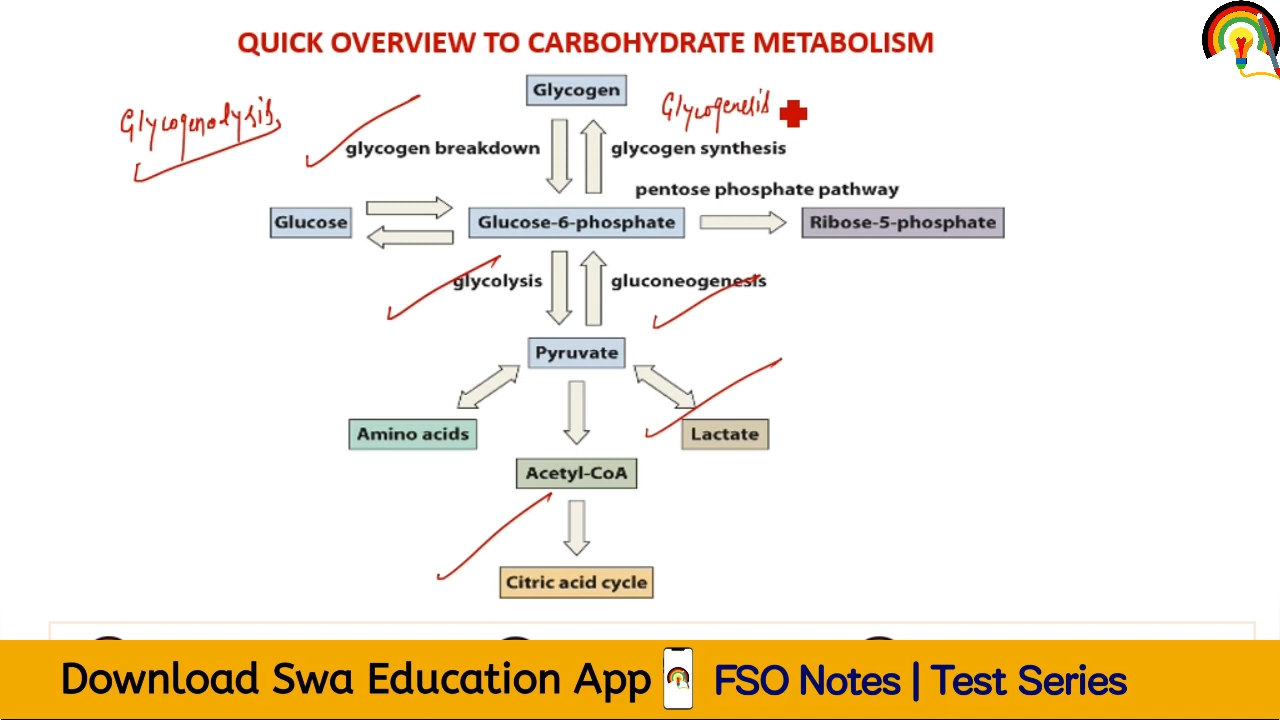 QUICK OVERVIEW TO CARBOHYDRATE METABOLISM
Glycogen
Glycogenolysis
Glycogenesis
glycogen breakdown
glycogen synthesis
pentose phosphate pathway
Glucose
Glucose-6-phosphate
Ribose-5-phosphate
glycolysis
gluconeogenesis
Pyruvate
Amino acids
Lactate
Acetyl-CoA
Citric acid cycle
Download Swa Education App
FSO Notes | Test Series